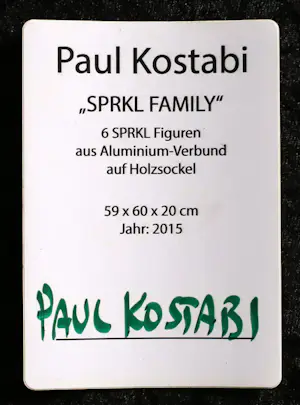 Paul Kostabi
„SPRKL FAMILY“
6 SPRKL Figuren
aus Aluminium-Verbund
auf Holzsockel
59 x 60 x 20 cm
Jahr: 2015
PAUL KOSTABI